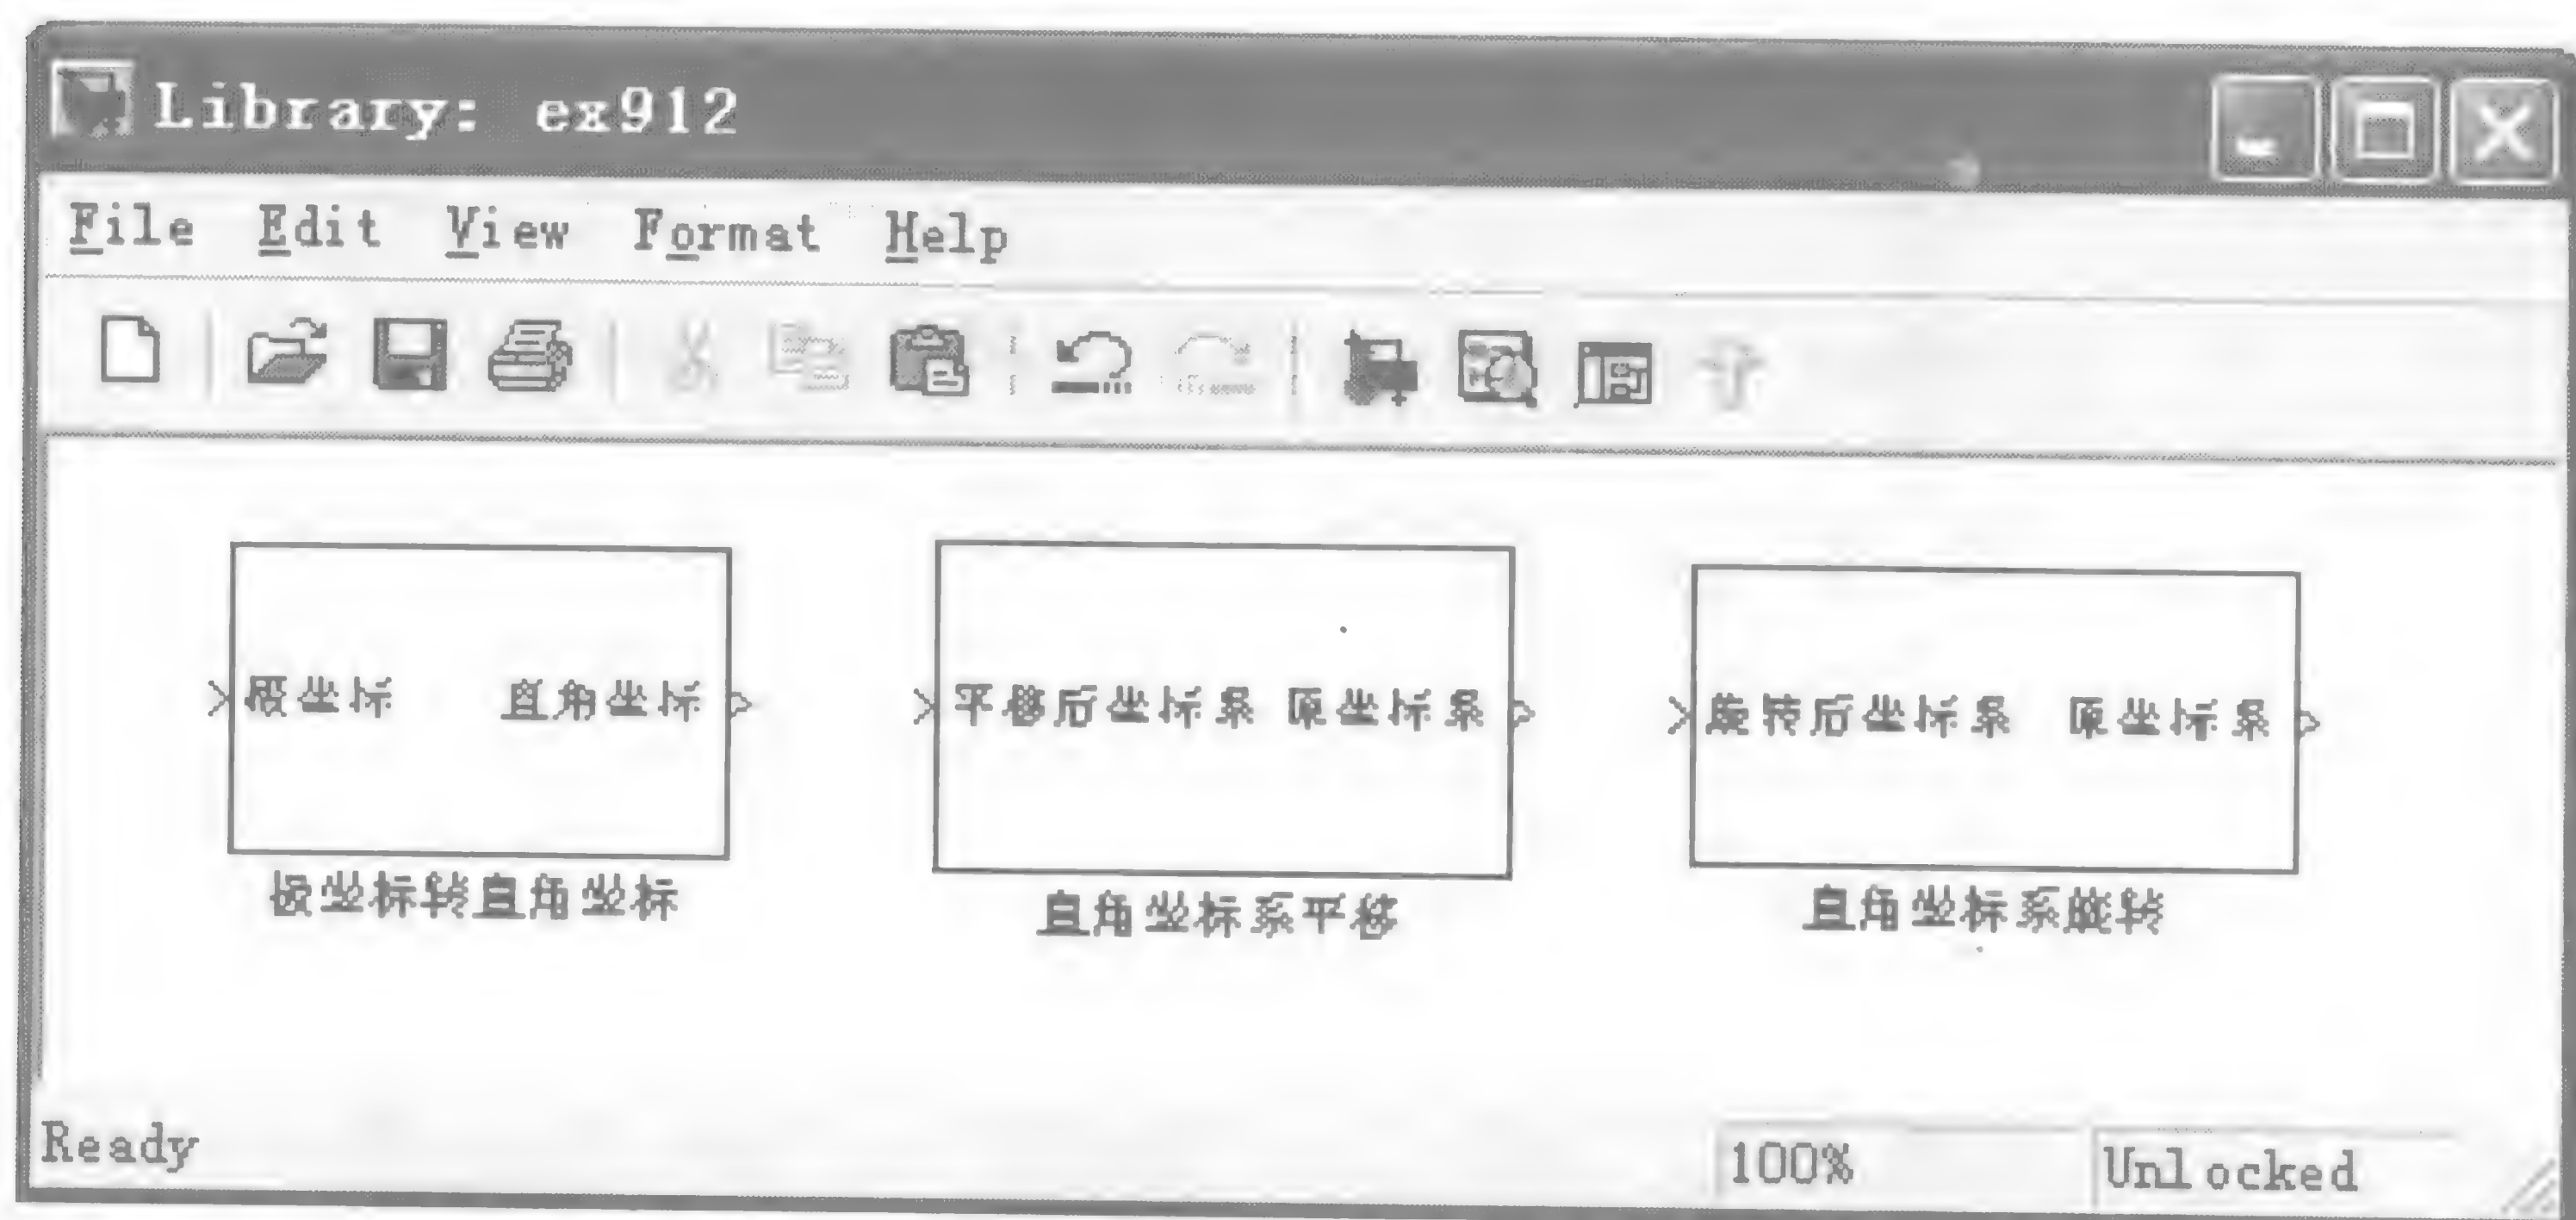 Library: ex912
File Edit View Format Help
极坐标 直角坐标
平移后坐标系 原坐标系
旋转后坐标系 原坐标系
极坐标转直角坐标
直角坐标系平移
直角坐标系旋转
Ready 100% Unlocked